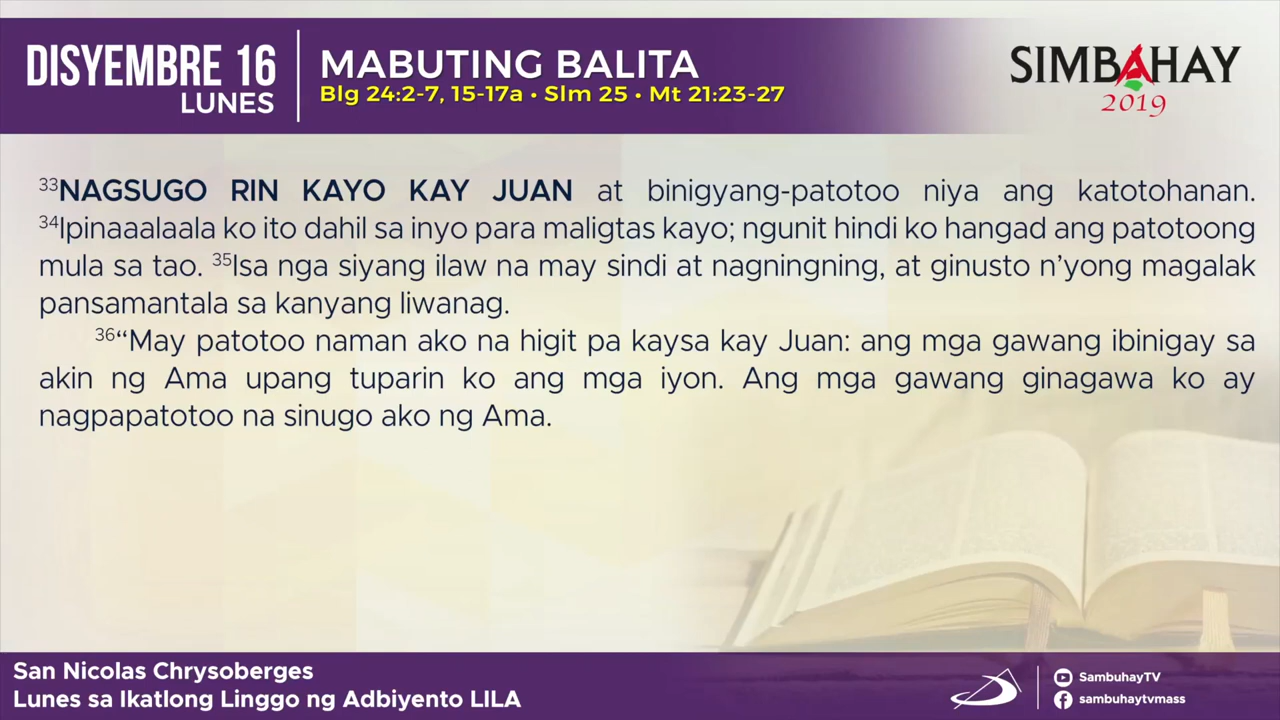 DISYEMBRE 16
LUNES
MABUTING BALITA
Blg 24:2-7, 15-17a • Slm 25 • Mt 21:23-27
SIMBAHAY
2019
³³NAGSUGO RIN KAYO KAY JUAN at binigyang-patotoo niya ang katotohanan.
³⁴Ipinaaalaala ko ito dahil sa inyo para maligtas kayo; ngunit hindi ko hangad ang patotoong
mula sa tao. ³⁵Isa nga siyang ilaw na may sindi at nagningning, at ginusto n’yong magalak
pansamantala sa kanyang liwanag.
³⁶“May patotoo naman ako na higit pa kaysa kay Juan: ang mga gawang ibinigay sa
akin ng Ama upang tuparin ko ang mga iyon. Ang mga gawang ginagawa ko ay
nagpapatotoo na sinugo ako ng Ama.
San Nicolas Chrysoberges
Lunes sa Ikatlong Linggo ng Adbiyento LILA
SambuhayTV
sambuhaytvmass